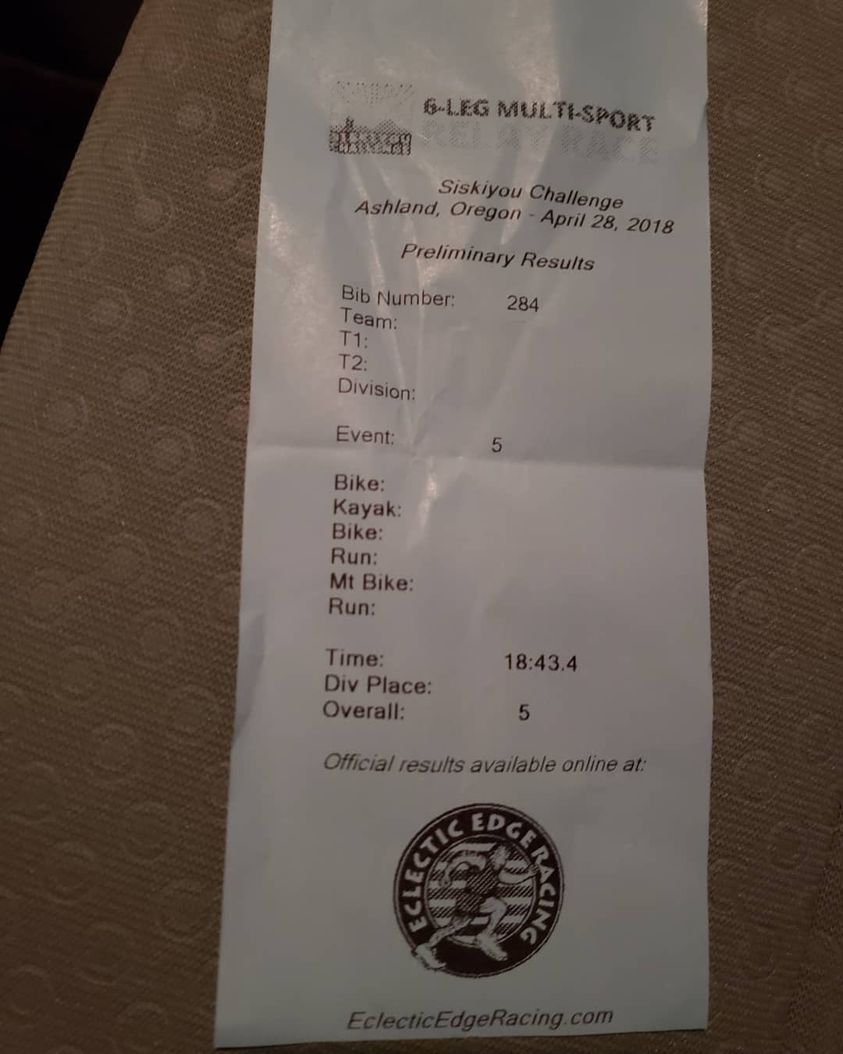 6-LEG MULTI-SPORT
RELAY RACE
Siskiyou Challenge
Ashland, Oregon - April 28, 2018
Preliminary Results
Bib Number: 284
Team:
T1:
T2:
Division:
Event: 5
Bike:
Kayak:
Bike:
Run:
Mt Bike:
Run:
Time: 18:43.4
Div Place:
Overall: 5
Official results available online at:
ECLECTIC EDGE RACING
EclecticEdgeRacing.com